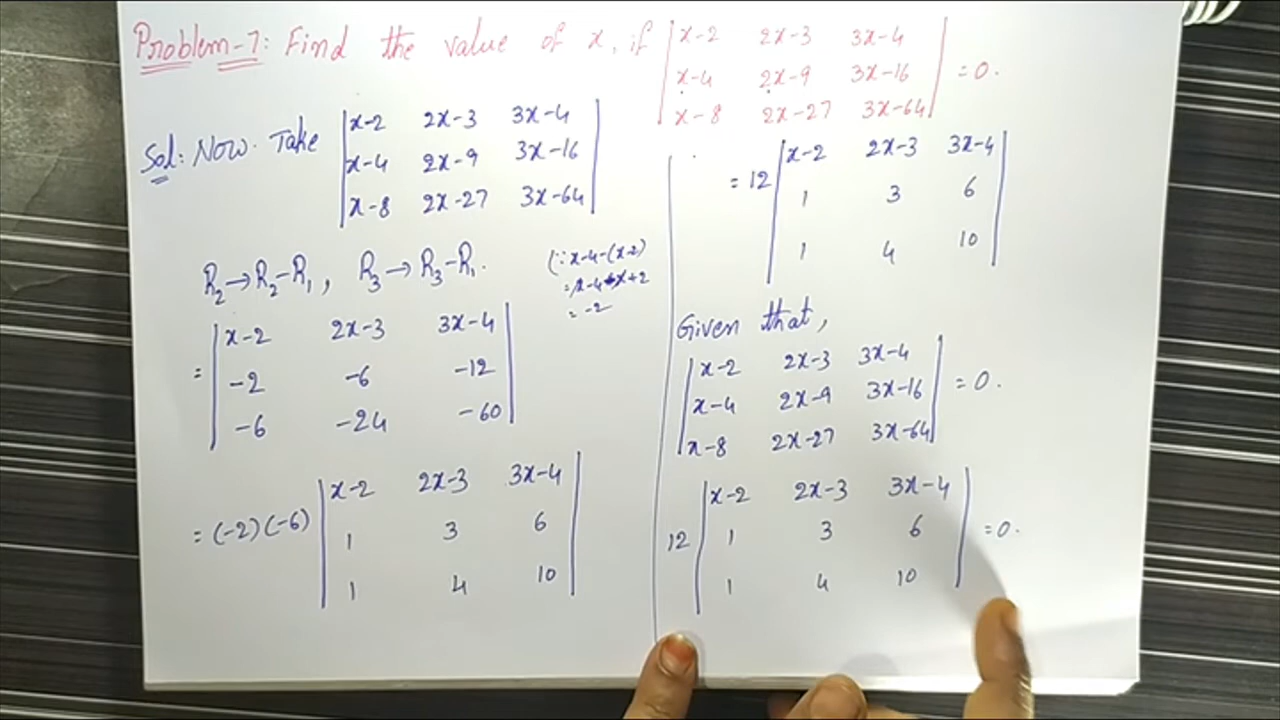 Problem-7: Find the value of x, if | x-2 2x-3 3x-4 |
| x-4 2x-9 3x-16 | =0.
| x-8 2x-27 3x-64 |
Sol: Now Take | x-2 2x-3 3x-4 |
| x-4 2x-9 3x-16 |
| x-8 2x-27 3x-64 |
R₂→R₂-R₁, R₃→R₃-R₁.
(∵ x-4-(x-2)
= x-4-x+2
= -2
= | x-2 2x-3 3x-4 |
| -2 -6 -12 |
| -6 -24 -60 |
= (-2)(-6) | x-2 2x-3 3x-4 |
| 1 3 6 |
| 1 4 10 |
= 12 | x-2 2x-3 3x-4 |
| 1 3 6 |
| 1 4 10 |
Given that,
| x-2 2x-3 3x-4 |
| x-4 2x-9 3x-16 | =0.
| x-8 2x-27 3x-64 |
12 | x-2 2x-3 3x-4 |
| 1 3 6 | =0.
| 1 4 10 |